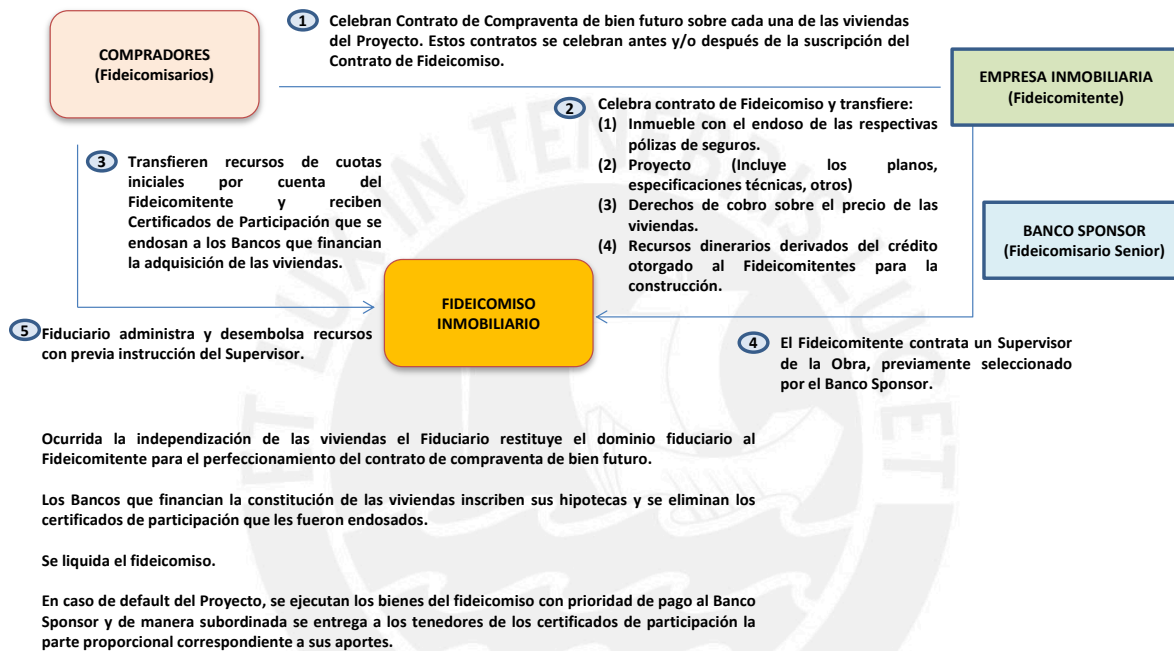 COMPRADORES
(Fideicomisarios)
1
Celebran Contrato de Compraventa de bien futuro sobre cada una de las viviendas
del Proyecto. Estos contratos se celebran antes y/o después de la suscripción del
Contrato de Fideicomiso.
EMPRESA INMOBILIARIA
(Fideicomitente)
2
Celebra contrato de Fideicomiso y transfiere:
(1) Inmueble con el endoso de las respectivas
pólizas de seguros.
(2) Proyecto (Incluye los planos,
especificaciones técnicas, otros)
(3) Derechos de cobro sobre el precio de las
viviendas.
(4) Recursos dinerarios derivados del crédito
otorgado al Fideicomitentes para la
construcción.
3
Transfieren recursos de cuotas
iniciales por cuenta del
Fideicomitente y reciben
Certificados de Participación que se
endosan a los Bancos que financian
la adquisición de las viviendas.
BANCO SPONSOR
(Fideicomisario Senior)
FIDEICOMISO
INMOBILIARIO
5
Fiduciario administra y desembolsa recursos
con previa instrucción del Supervisor.
4
El Fideicomitente contrata un Supervisor
de la Obra, previamente seleccionado
por el Banco Sponsor.
Ocurrida la independización de las viviendas el Fiduciario restituye el dominio fiduciario al
Fideicomitente para el perfeccionamiento del contrato de compraventa de bien futuro.
Los Bancos que financian la constitución de las viviendas inscriben sus hipotecas y se eliminan los
certificados de participación que les fueron endosados.
Se liquida el fideicomiso.
En caso de default del Proyecto, se ejecutan los bienes del fideicomiso con prioridad de pago al Banco
Sponsor y de manera subordinada se entrega a los tenedores de los certificados de participación la
parte proporcional correspondiente a sus aportes.
ET LUX IN TENEBRIS LUCET